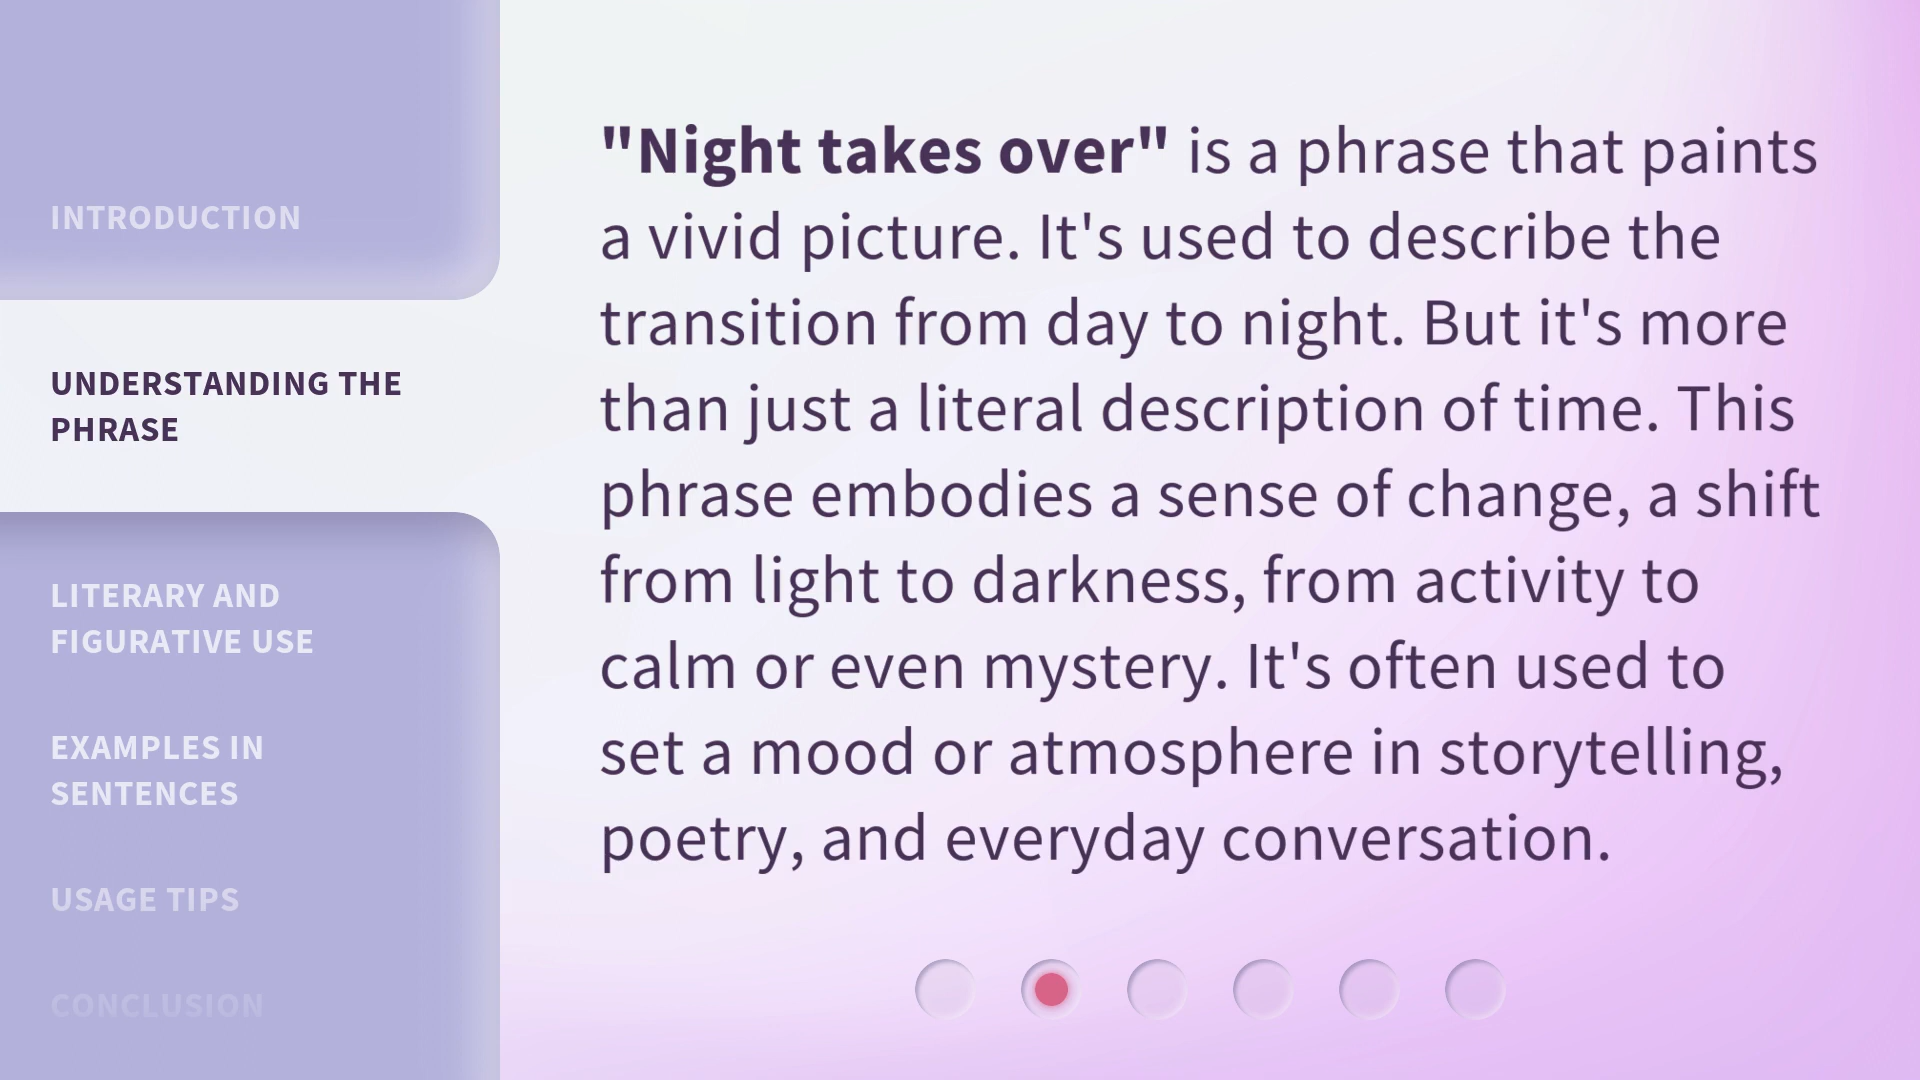 INTRODUCTION
UNDERSTANDING THE
PHRASE
LITERARY AND
FIGURATIVE USE
EXAMPLES IN
SENTENCES
USAGE TIPS
CONCLUSION
"Night takes over" is a phrase that paints
a vivid picture. It's used to describe the
transition from day to night. But it's more
than just a literal description of time. This
phrase embodies a sense of change, a shift
from light to darkness, from activity to
calm or even mystery. It's often used to
set a mood or atmosphere in storytelling,
poetry, and everyday conversation.